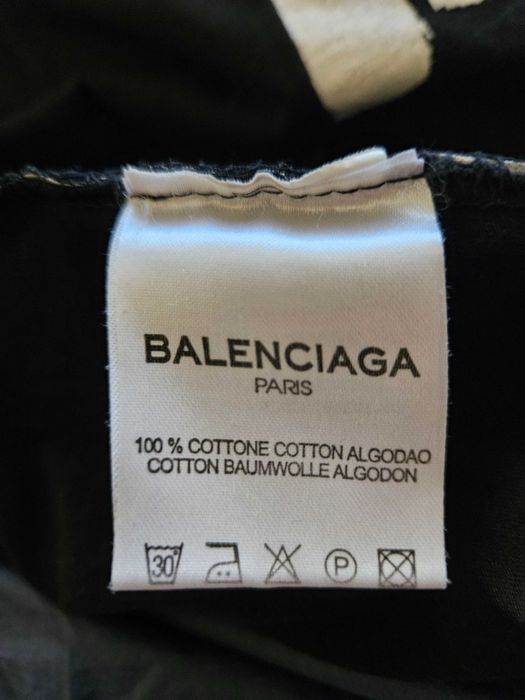 BALENCIAGA
PARIS
100 % COTTONE COTTON ALGODAO
COTTON BAUMWOLLE ALGODON
30° P